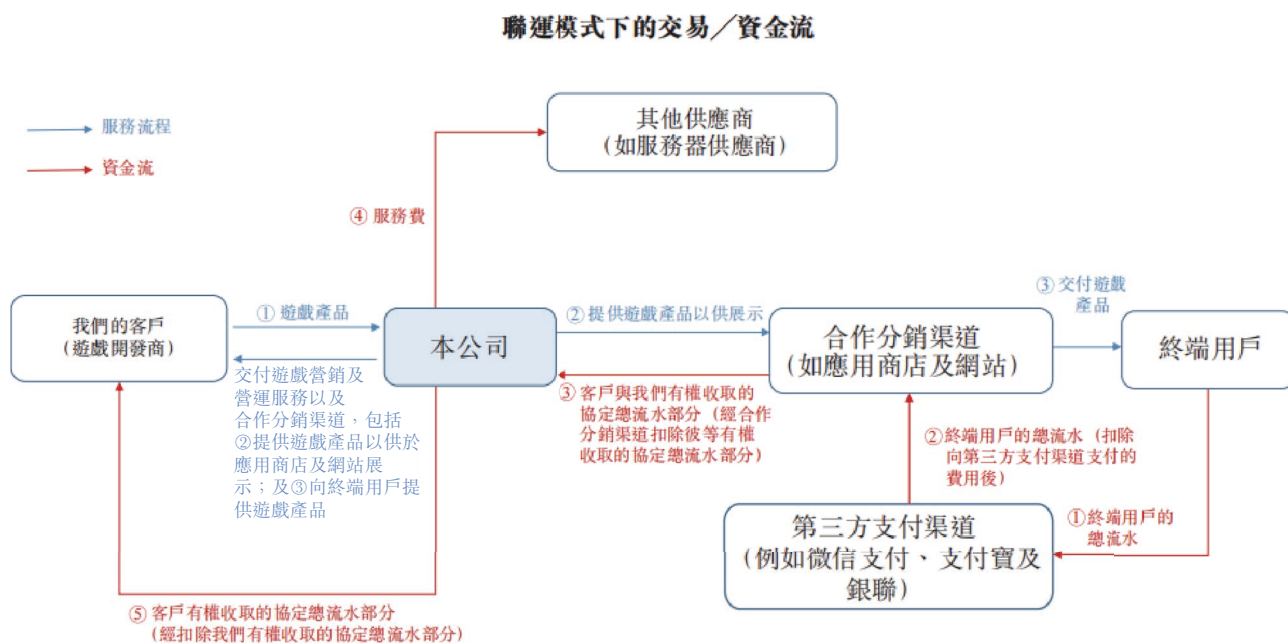 聯運模式下的交易／資金流
服務流程
資金流
其他供應商
(如服務器供應商)
④ 服務費
我們的客戶
(遊戲開發商)
① 遊戲產品
本公司
② 提供遊戲產品以供展示
合作分銷渠道
(如應用商店及網站)
③ 交付遊戲
產品
終端用戶
交付遊戲營銷及
營運服務以及
合作分銷渠道，包括
②提供遊戲產品以供於
應用商店及網站展
示；及③向終端用戶提
供遊戲產品
③ 客戶與我們有權收取的
協定總流水部分 (經合作
分銷渠道扣除彼等有權
收取的協定總流水部分)
②終端用戶的總流水 (扣除
向第三方支付渠道支付的
費用後)
第三方支付渠道
(例如微信支付、支付寶及
銀聯)
①終端用戶的
總流水
⑤ 客戶有權收取的協定總流水部分
(經扣除我們有權收取的協定總流水部分)